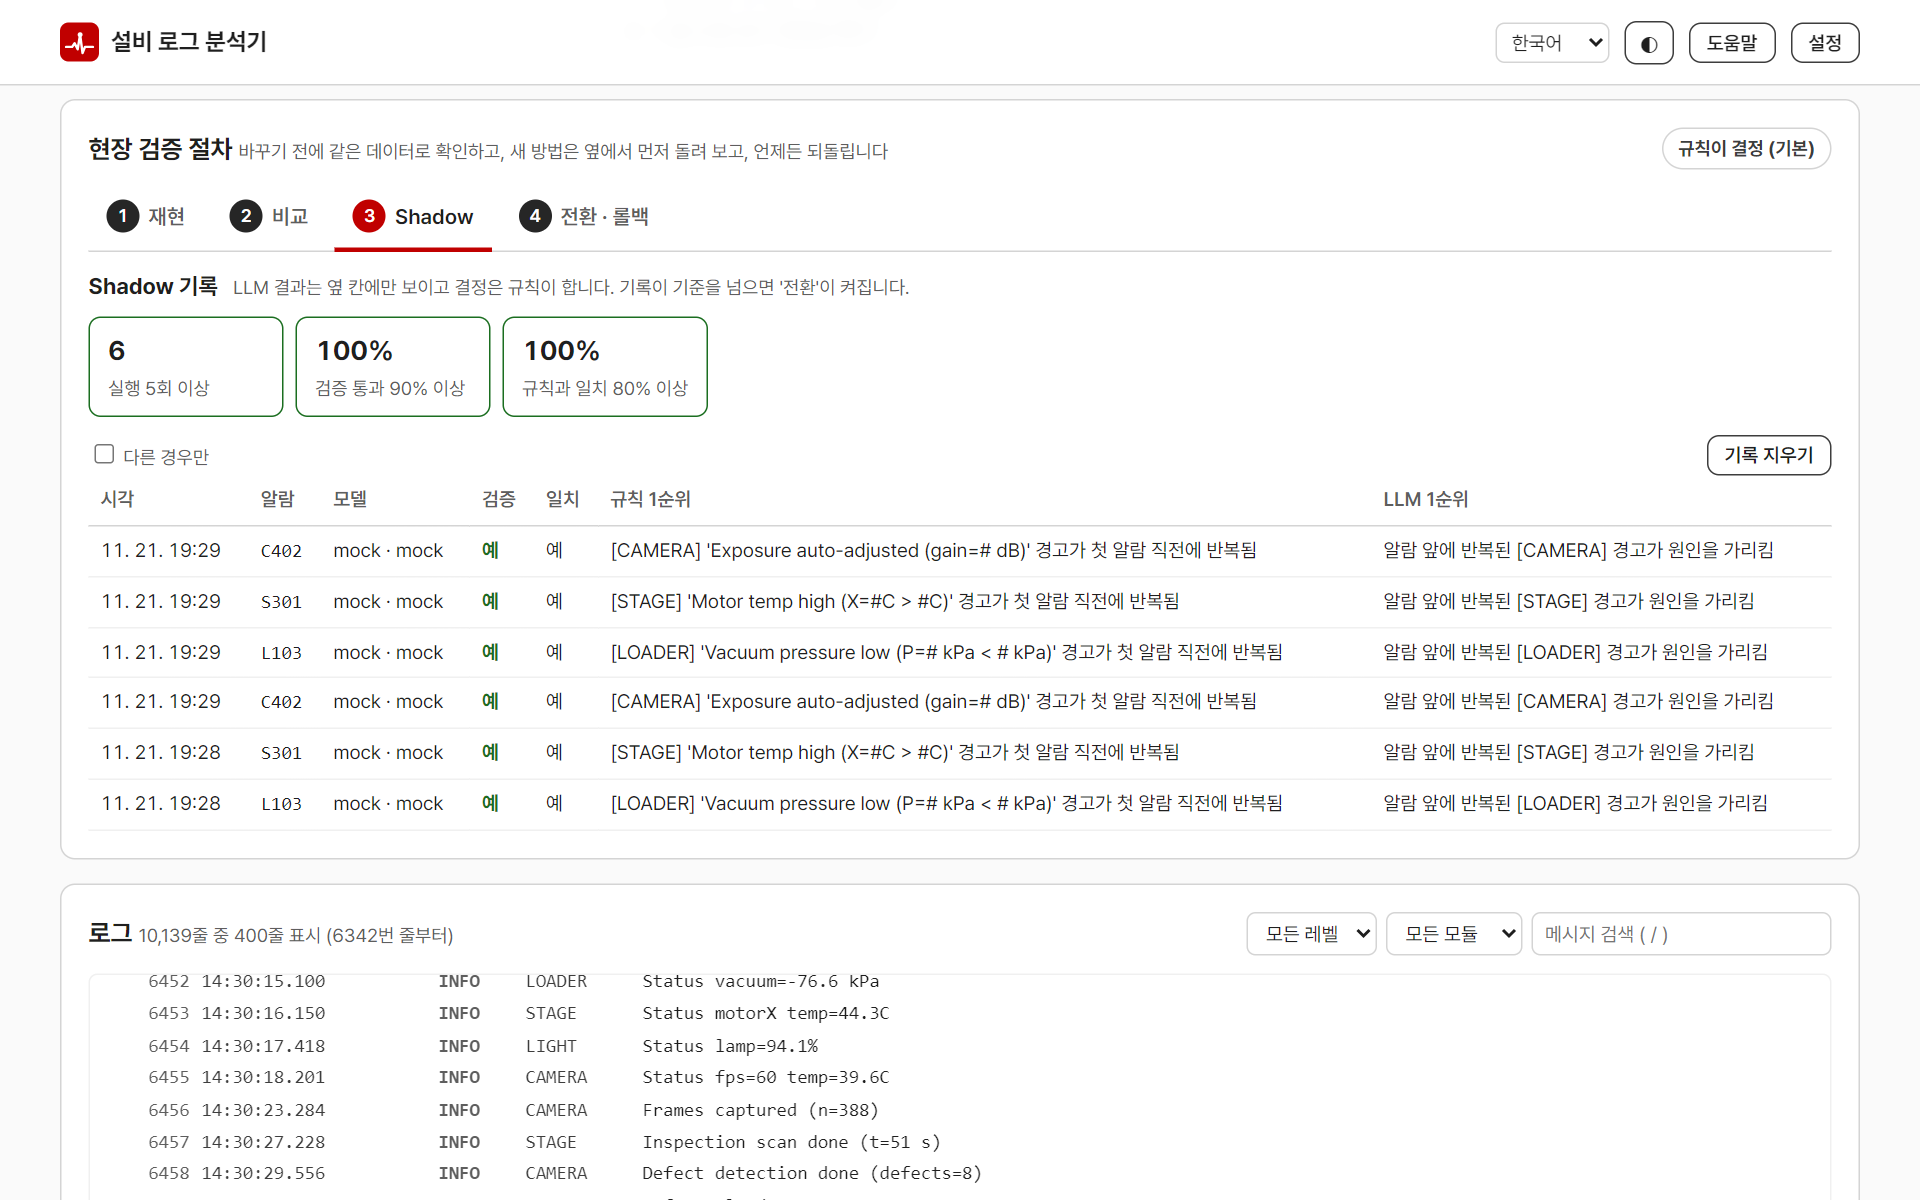 설비 로그 분석기
한국어
도움말
설정
현장 검증 절차 바꾸기 전에 같은 데이터로 확인하고, 새 방법은 옆에서 먼저 돌려 보고, 언제든 되돌립니다
규칙이 결정 (기본)
1 재현
2 비교
3 Shadow
4 전환 · 롤백
Shadow 기록 LLM 결과는 옆 칸에만 보이고 결정은 규칙이 합니다. 기록이 기준을 넘으면 '전환'이 켜집니다.
6
실행 5회 이상
100%
검증 통과 90% 이상
100%
규칙과 일치 80% 이상
다른 경우만
기록 지우기
시각 알람 모델 검증 일치 규칙 1순위 LLM 1순위
11. 21. 19:29 C402 mock · mock 예 예 [CAMERA] 'Exposure auto-adjusted (gain=# dB)' 경고가 첫 알람 직전에 반복됨 알람 앞에 반복된 [CAMERA] 경고가 원인을 가리킴
11. 21. 19:29 S301 mock · mock 예 예 [STAGE] 'Motor temp high (X=#C > #C)' 경고가 첫 알람 직전에 반복됨 알람 앞에 반복된 [STAGE] 경고가 원인을 가리킴
11. 21. 19:29 L103 mock · mock 예 예 [LOADER] 'Vacuum pressure low (P=# kPa < # kPa)' 경고가 첫 알람 직전에 반복됨 알람 앞에 반복된 [LOADER] 경고가 원인을 가리킴
11. 21. 19:29 C402 mock · mock 예 예 [CAMERA] 'Exposure auto-adjusted (gain=# dB)' 경고가 첫 알람 직전에 반복됨 알람 앞에 반복된 [CAMERA] 경고가 원인을 가리킴
11. 21. 19:28 S301 mock · mock 예 예 [STAGE] 'Motor temp high (X=#C > #C)' 경고가 첫 알람 직전에 반복됨 알람 앞에 반복된 [STAGE] 경고가 원인을 가리킴
11. 21. 19:28 L103 mock · mock 예 예 [LOADER] 'Vacuum pressure low (P=# kPa < # kPa)' 경고가 첫 알람 직전에 반복됨 알람 앞에 반복된 [LOADER] 경고가 원인을 가리킴
로그 10,139줄 중 400줄 표시 (6342번 줄부터)
모든 레벨
모든 모듈
메시지 검색 ( / )
6452 14:30:15.100 INFO LOADER Status vacuum=-76.6 kPa
6453 14:30:16.150 INFO STAGE Status motorX temp=44.3C
6454 14:30:17.418 INFO LIGHT Status lamp=94.1%
6455 14:30:18.201 INFO CAMERA Status fps=60 temp=39.6C
6456 14:30:23.284 INFO CAMERA Frames captured (n=388)
6457 14:30:27.228 INFO STAGE Inspection scan done (t=51 s)
6458 14:30:29.556 INFO CAMERA Defect detection done (defects=8)